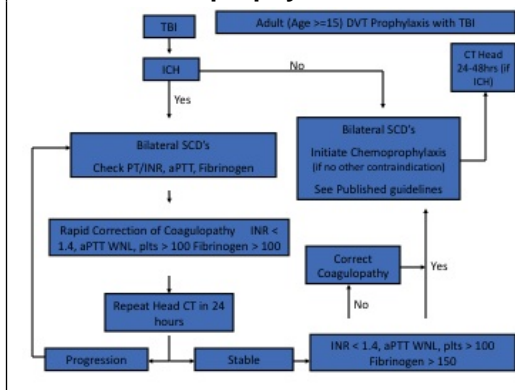 TBI
Adult (Age >=15) DVT Prophylaxis with TBI
ICH
No
CT Head
24-48hrs (if
ICH)
Yes
Bilateral SCD's
Check PT/INR, aPTT, Fibrinogen
Bilateral SCD's
Initiate Chemoprophylaxis
(if no other contraindication)
See Published guidelines
Rapid Correction of Coagulopathy INR <
1.4, aPTT WNL, plts > 100 Fibrinogen > 100
Correct
Coagulopathy
Yes
No
Repeat Head CT in 24
hours
Progression
Stable
INR < 1.4, aPTT WNL, plts > 100
Fibrinogen > 150